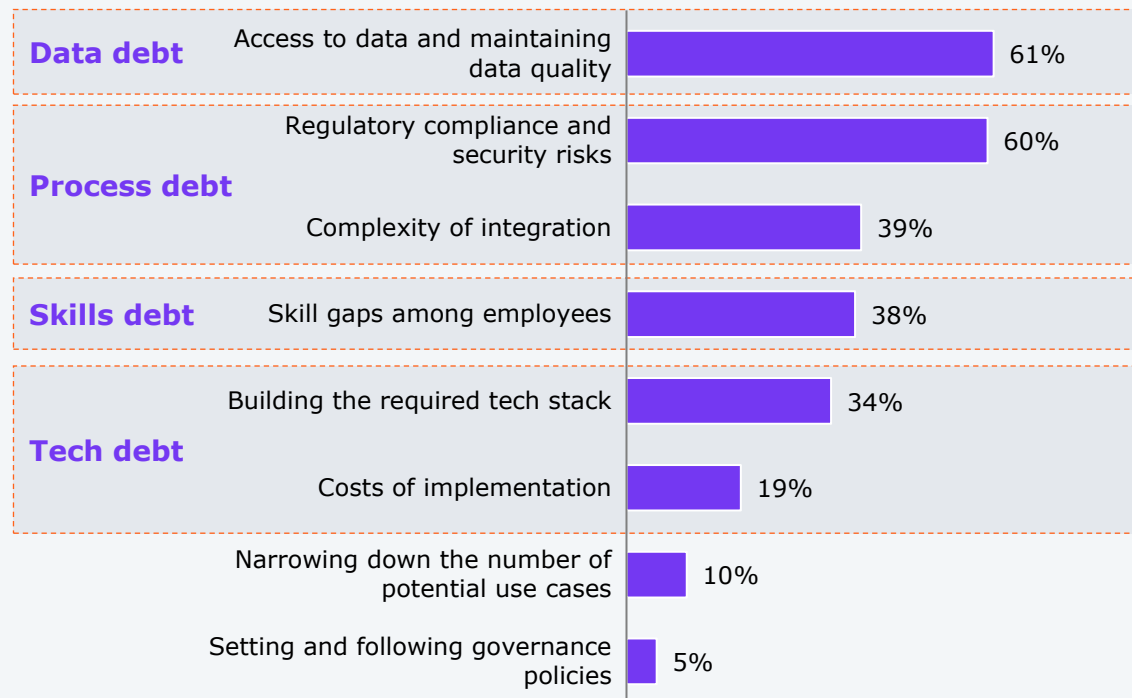 Data debt
Access to data and maintaining
data quality
61%
Process debt
Regulatory compliance and
security risks
60%
Complexity of integration
39%
Skills debt
Skill gaps among employees
38%
Tech debt
Building the required tech stack
34%
Costs of implementation
19%
Narrowing down the number of
potential use cases
10%
Setting and following governance
policies
5%